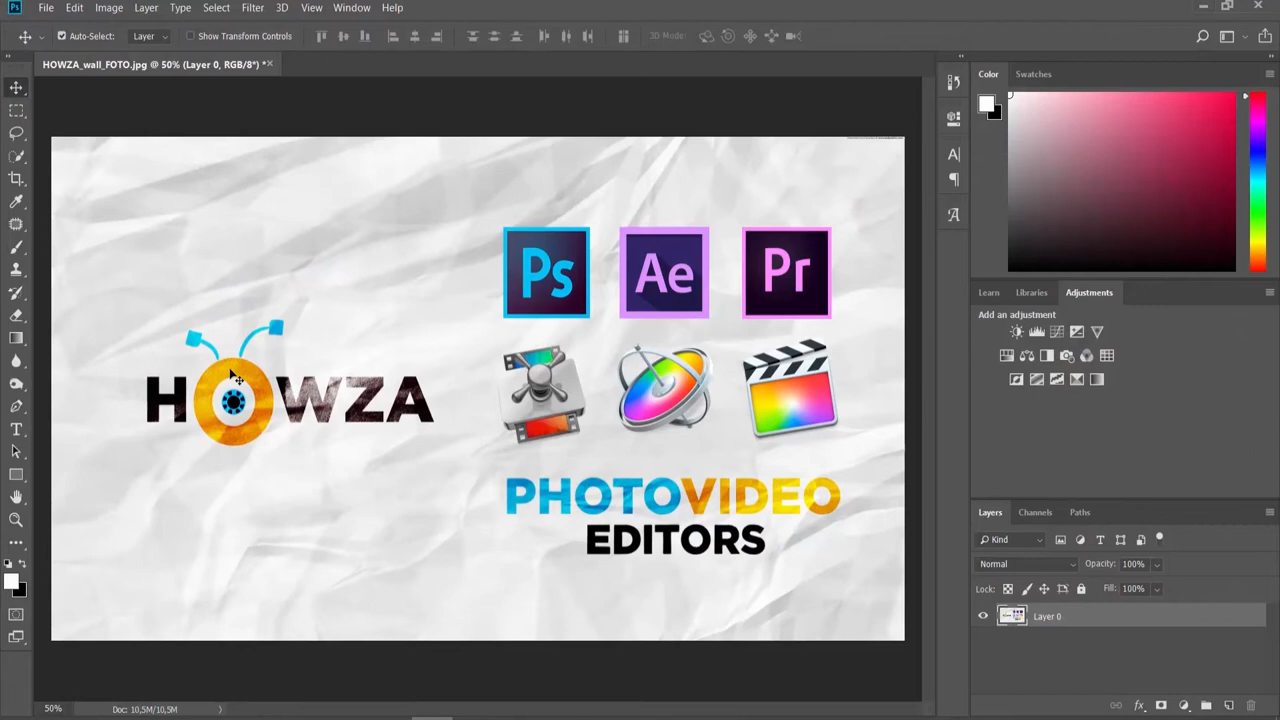 Ps File Edit Image Layer Type Select Filter 3D View Window Help
Auto-Select: Layer Show Transform Controls 3D Mode:
HOWZA_wall_FOTO.jpg @ 50% (Layer 0, RGB/8*) *
Color Swatches
Ps Ae Pr
HOWZA
PHOTOVIDEO
EDITORS
Learn Libraries Adjustments
Add an adjustment
Layers Channels Paths
Kind
Normal Opacity: 100%
Lock: Fill: 100%
Layer 0
50% Doc: 10,5M/10,5M